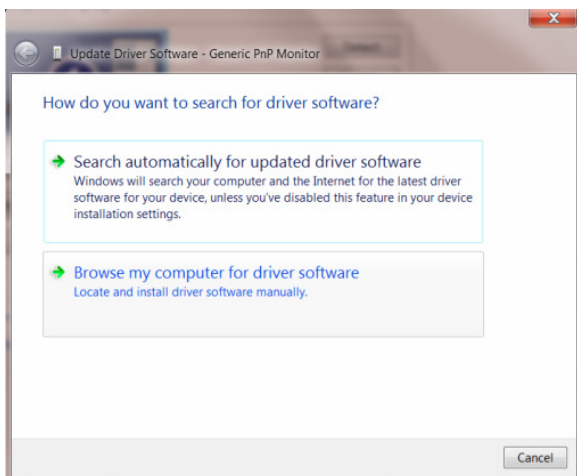 Update Driver Software - Generic PnP Monitor
How do you want to search for driver software?
Search automatically for updated driver software
Windows will search your computer and the Internet for the latest driver
software for your device, unless you've disabled this feature in your device
installation settings.
Browse my computer for driver software
Locate and install driver software manually.
Cancel